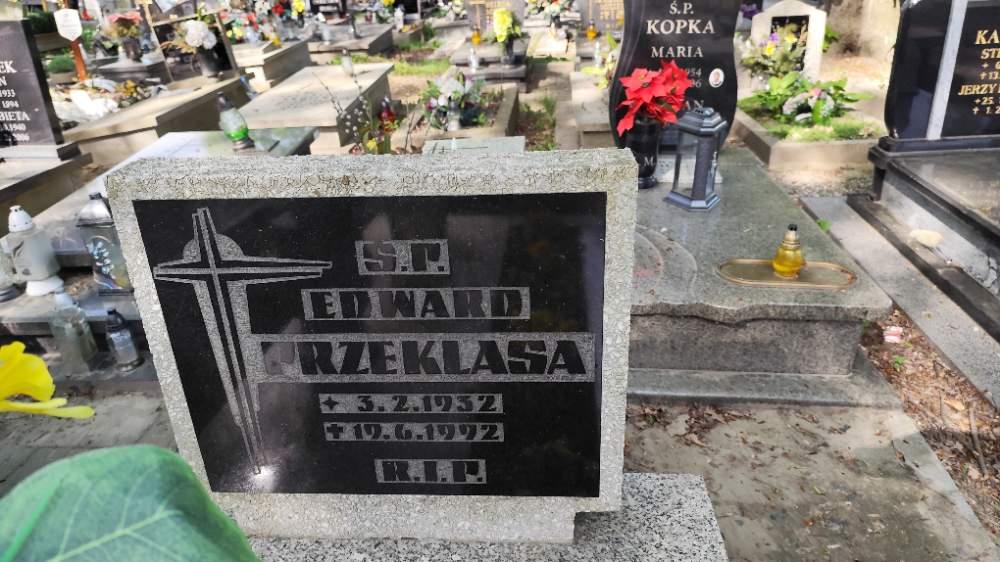 Ś.P.
EDWARD
PRZEKLASA
3.2.1932
19.6.1992
R.I.P.
Ś.P.
KOPKA
MARIA